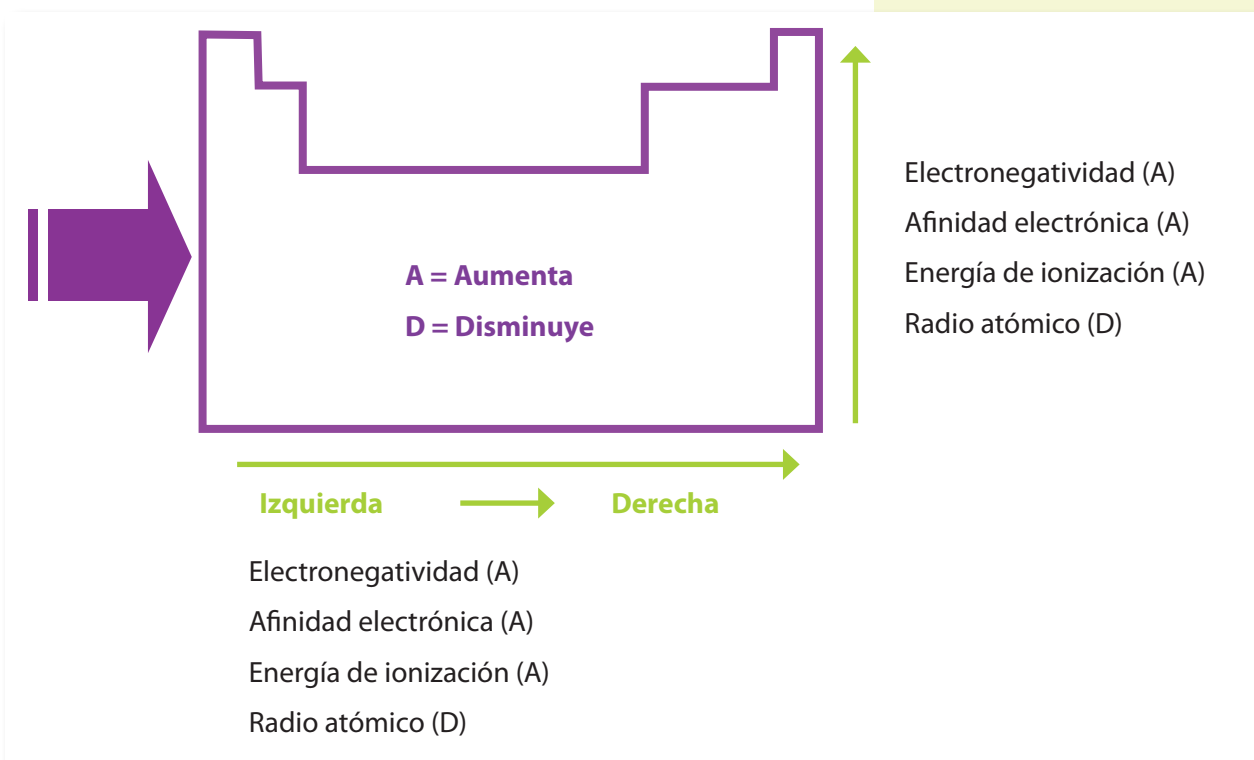 Electronegatividad (A)
Afinidad electrónica (A)
Energía de ionización (A)
Radio atómico (D)
A = Aumenta
D = Disminuye
Izquierda
Derecha
Electronegatividad (A)
Afinidad electrónica (A)
Energía de ionización (A)
Radio atómico (D)